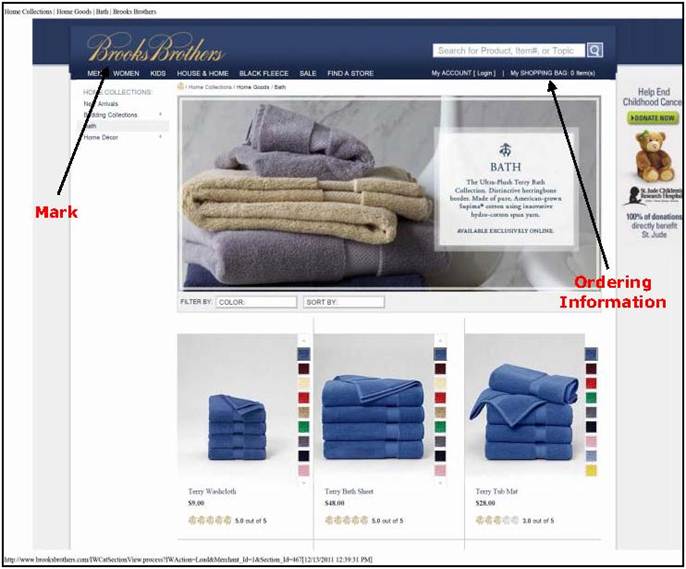 Home Collections | Home Goods | Bath | Brooks Brothers
Brooks Brothers
Search for Product, Item#, or Topic
MEN WOMEN KIDS HOUSE & HOME BLACK FLEECE SALE FIND A STORE
My ACCOUNT [ Login ] | My SHOPPING BAG: 0 Item(s)
HOME COLLECTIONS:
New Arrivals
Bedding Collections
Bath
Home Décor
/ Home Collections / Home Goods / Bath
BATH
The Ultra-Plush Terry Bath
Collection. Distinctive herringbone
border. Made of pure, American-grown
Supima® cotton using innovative
hydro-cotton spun yarn.
AVAILABLE EXCLUSIVELY ONLINE.
Help End
Childhood Cance
DONATE NOW
St. Jude Children's
Research Hospital
100% of donations
directly benefit
St. Jude
Mark
Ordering
Information
FILTER BY: COLOR: SORT BY:
Terry Washcloth
$9.00
5.0 out of 5
Terry Bath Sheet
$48.00
5.0 out of 5
Terry Tub Mat
$28.00
3.0 out of 5
http://www.brooksbrothers.com/IWCatSectionView.process?IWAction=Load&Merchant_Id=1&Section_Id=467[12/13/2011 12:39:31 PM]